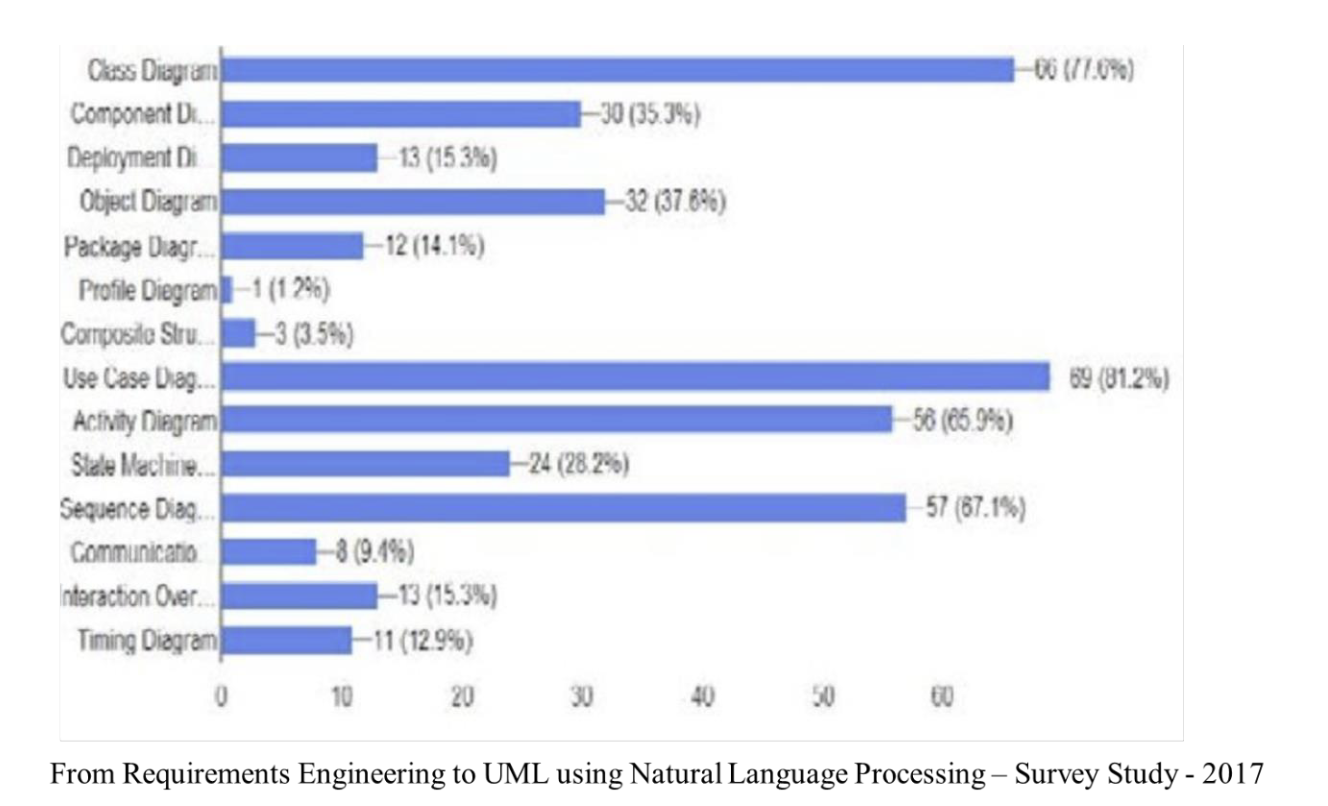 Class Diagram 66 (77.6%)
Component Di... 30 (35.3%)
Deployment Di 13 (15.3%)
Object Diagram 32 (37.6%)
Package Diagr... 12 (14.1%)
Profile Diagram 1 (1.2%)
Composite Stru... 3 (3.5%)
Use Case Diag... 69 (81.2%)
Activity Diagram 56 (65.9%)
State Machine... 24 (28.2%)
Sequence Diag... 57 (67.1%)
Communicatio 8 (9.4%)
nteraction Over... 13 (15.3%)
Timing Diagram 11 (12.9%)
0 10 20 30 40 50 60
From Requirements Engineering to UML using Natural Language Processing – Survey Study - 2017